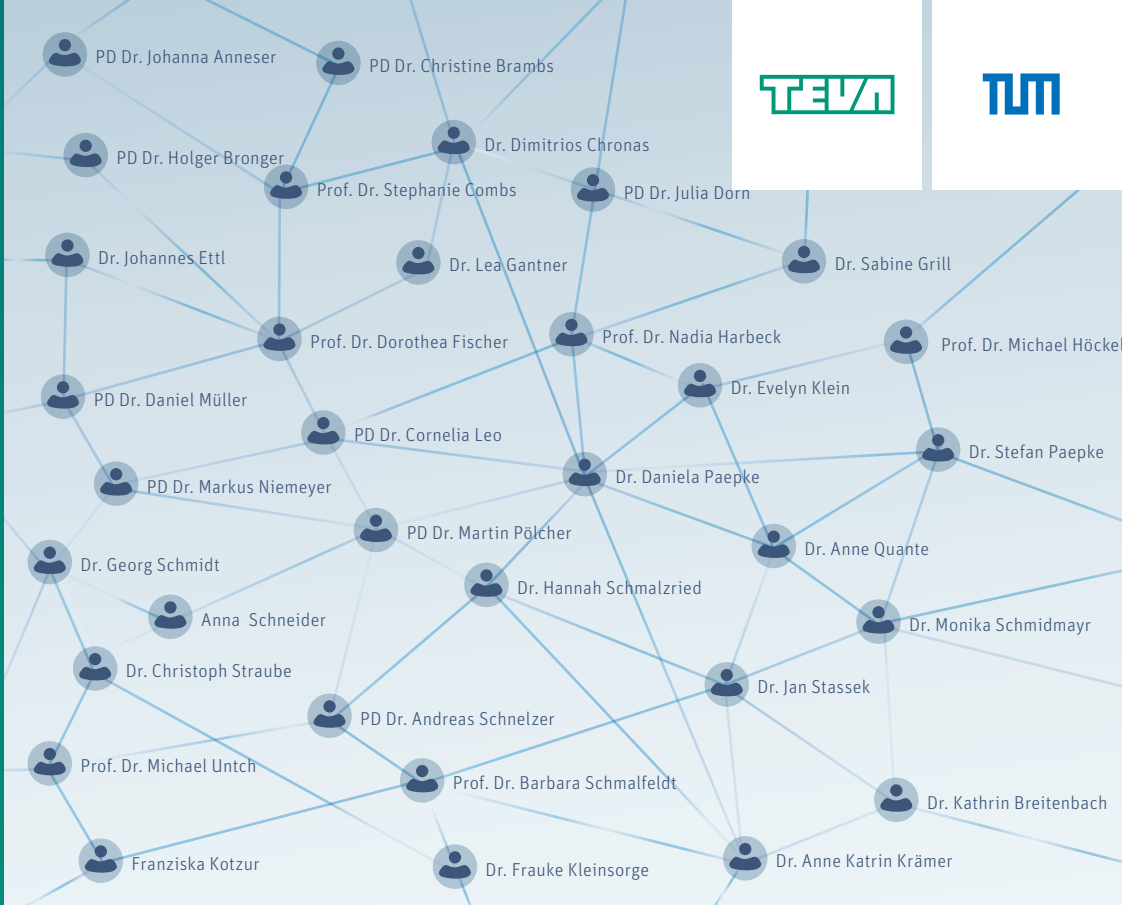 PD Dr. Johanna Anneser
PD Dr. Christine Brambs
TEVA
TUM
Dr. Dimitrios Chronas
PD Dr. Holger Bronger
Prof. Dr. Stephanie Combs
PD Dr. Julia Dorn
Dr. Johannes Ettl
Dr. Lea Gantner
Dr. Sabine Grill
Prof. Dr. Dorothea Fischer
Prof. Dr. Nadia Harbeck
Prof. Dr. Michael Höckel
Dr. Evelyn Klein
PD Dr. Daniel Müller
PD Dr. Cornelia Leo
Dr. Stefan Paepke
Dr. Daniela Paepke
PD Dr. Markus Niemeyer
PD Dr. Martin Pölcher
Dr. Anne Quante
Dr. Georg Schmidt
Dr. Hannah Schmalzried
Anna Schneider
Dr. Monika Schmidmayr
Dr. Christoph Straube
Dr. Jan Stassek
PD Dr. Andreas Schnelzer
Prof. Dr. Michael Untch
Prof. Dr. Barbara Schmalfeldt
Dr. Kathrin Breitenbach
Franziska Kotzur
Dr. Frauke Kleinsorge
Dr. Anne Katrin Krämer